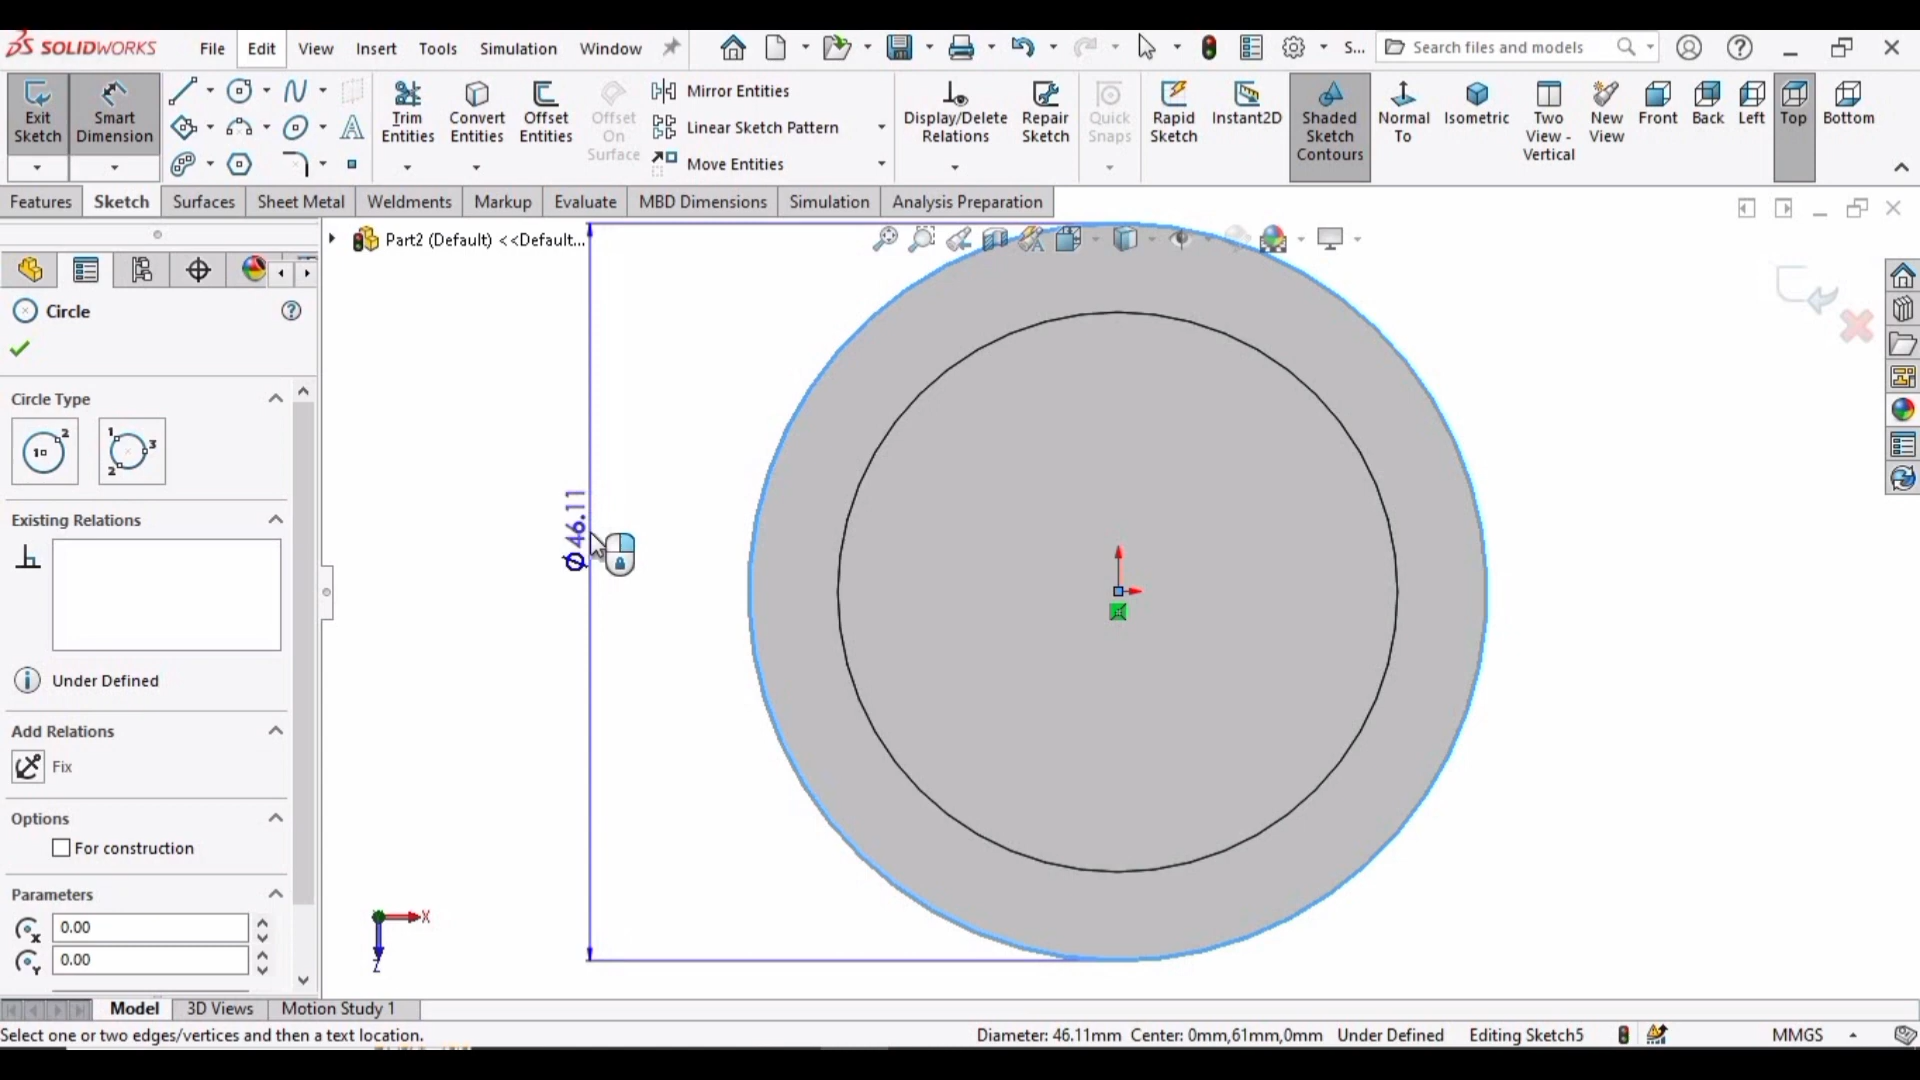 SOLIDWORKS
File Edit View Insert Tools Simulation Window
S...
Search files and models
Exit Sketch
Smart Dimension
Trim Entities
Convert Entities
Offset Entities
Offset On Surface
Mirror Entities
Linear Sketch Pattern
Move Entities
Display/Delete Relations
Repair Sketch
Quick Snaps
Rapid Sketch
Instant2D
Shaded Sketch Contours
Normal To
Isometric
Two View - Vertical
New View
Front
Back
Left
Top
Bottom
Features Sketch Surfaces Sheet Metal Weldments Markup Evaluate MBD Dimensions Simulation Analysis Preparation
Part2 (Default) <<Default...
Circle
Circle Type
Existing Relations
Under Defined
Add Relations
Fix
Options
For construction
Parameters
0.00
0.00
Ø46.11
X
Z
Model 3D Views Motion Study 1
Select one or two edges/vertices and then a text location.
Diameter: 46.11mm Center: 0mm,61mm,0mm Under Defined Editing Sketch5 MMGS